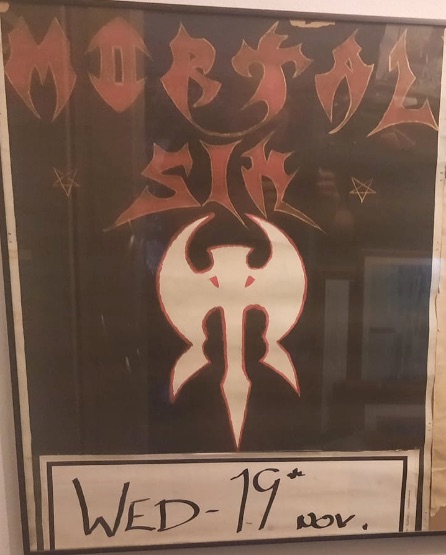 MORTAL
SIN
WED - 19th NOV.